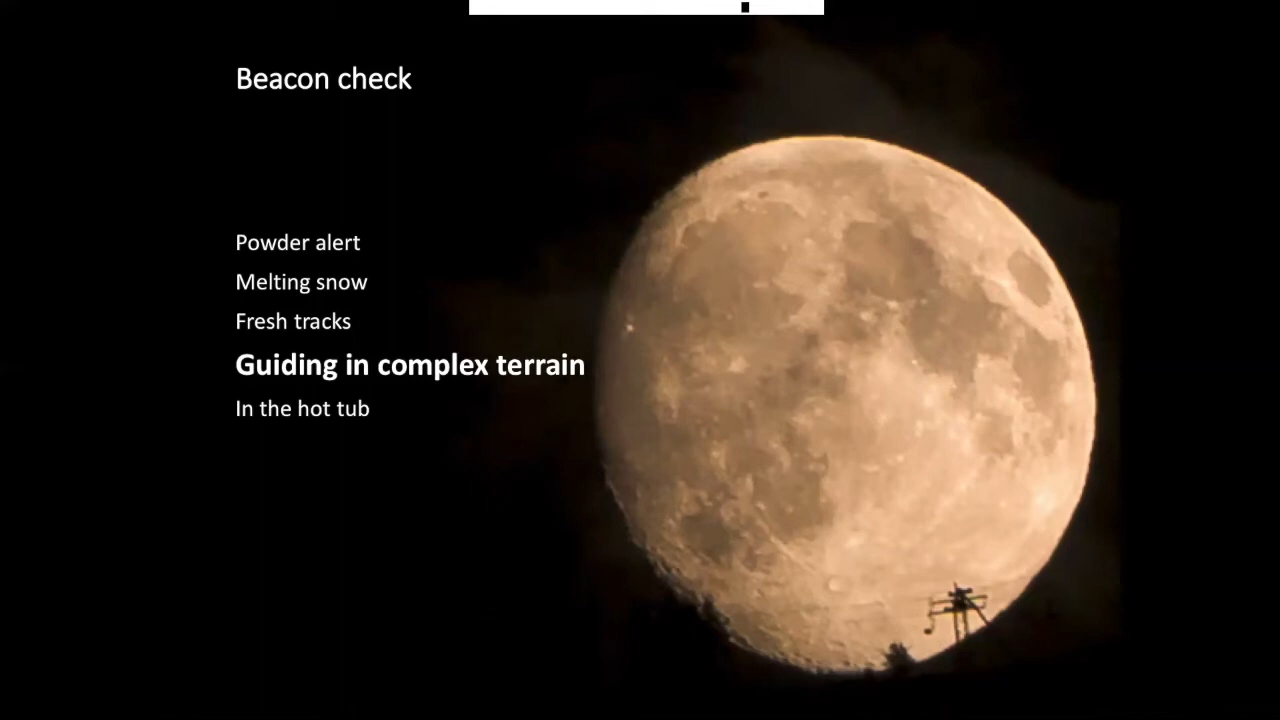 Beacon check
Powder alert
Melting snow
Fresh tracks
Guiding in complex terrain
In the hot tub